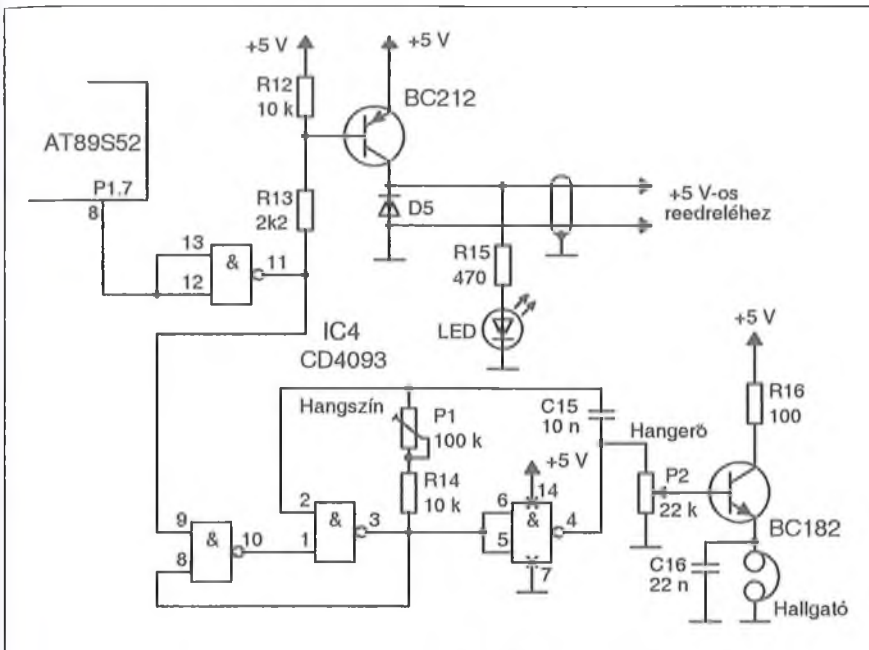 +5 V
+5 V
R12
10 k
BC212
AT89S52
P1.7
8
R13
2k2
D5
+5 V-os
reedreléhez
13
&
11
12
R15
470
LED
IC4
CD4093
+5 V
Hangszín
P1
100 k
C15
10 n
R16
100
Hangerő
R14
10 k
+5 V
P2
22 k
2
&
3
1
6
14
&
4
5
7
9
&
10
8
BC182
C16
22 n
Hallgató